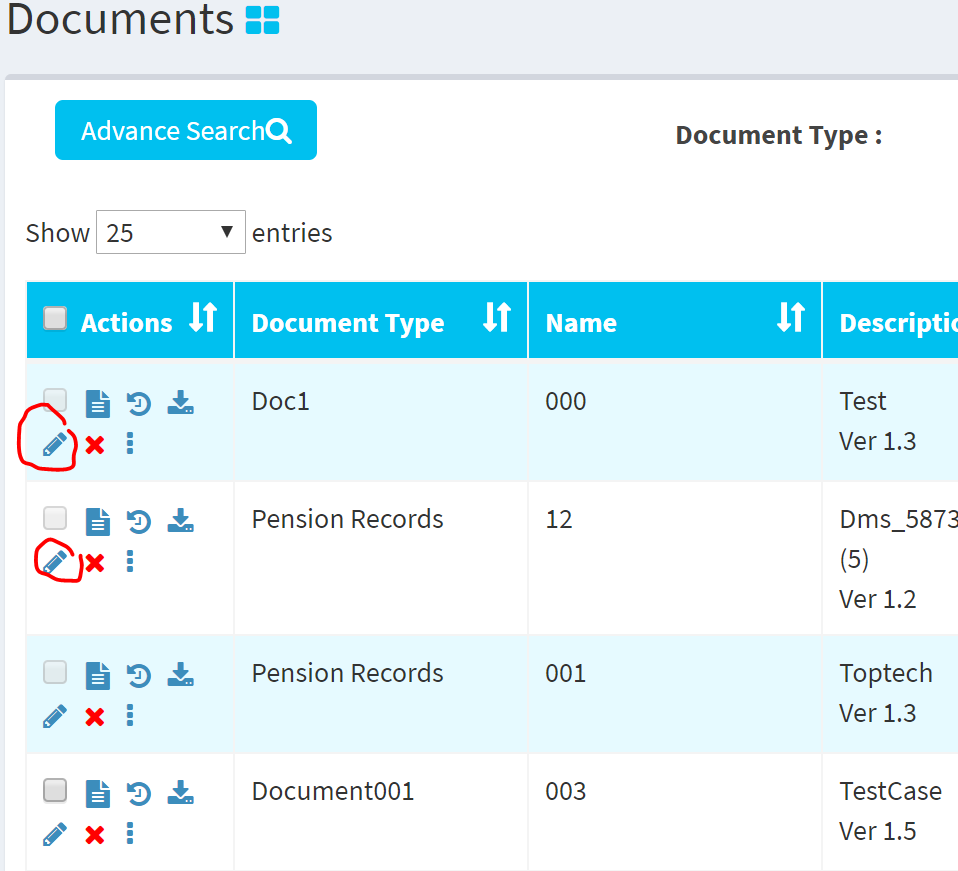 Documents
Advance Search
Document Type :
Show 25 entries
Actions Document Type Name Descriptio
Doc1 000 Test
Ver 1.3
Pension Records 12 Dms_5873
(5)
Ver 1.2
Pension Records 001 Toptech
Ver 1.3
Document001 003 TestCase
Ver 1.5